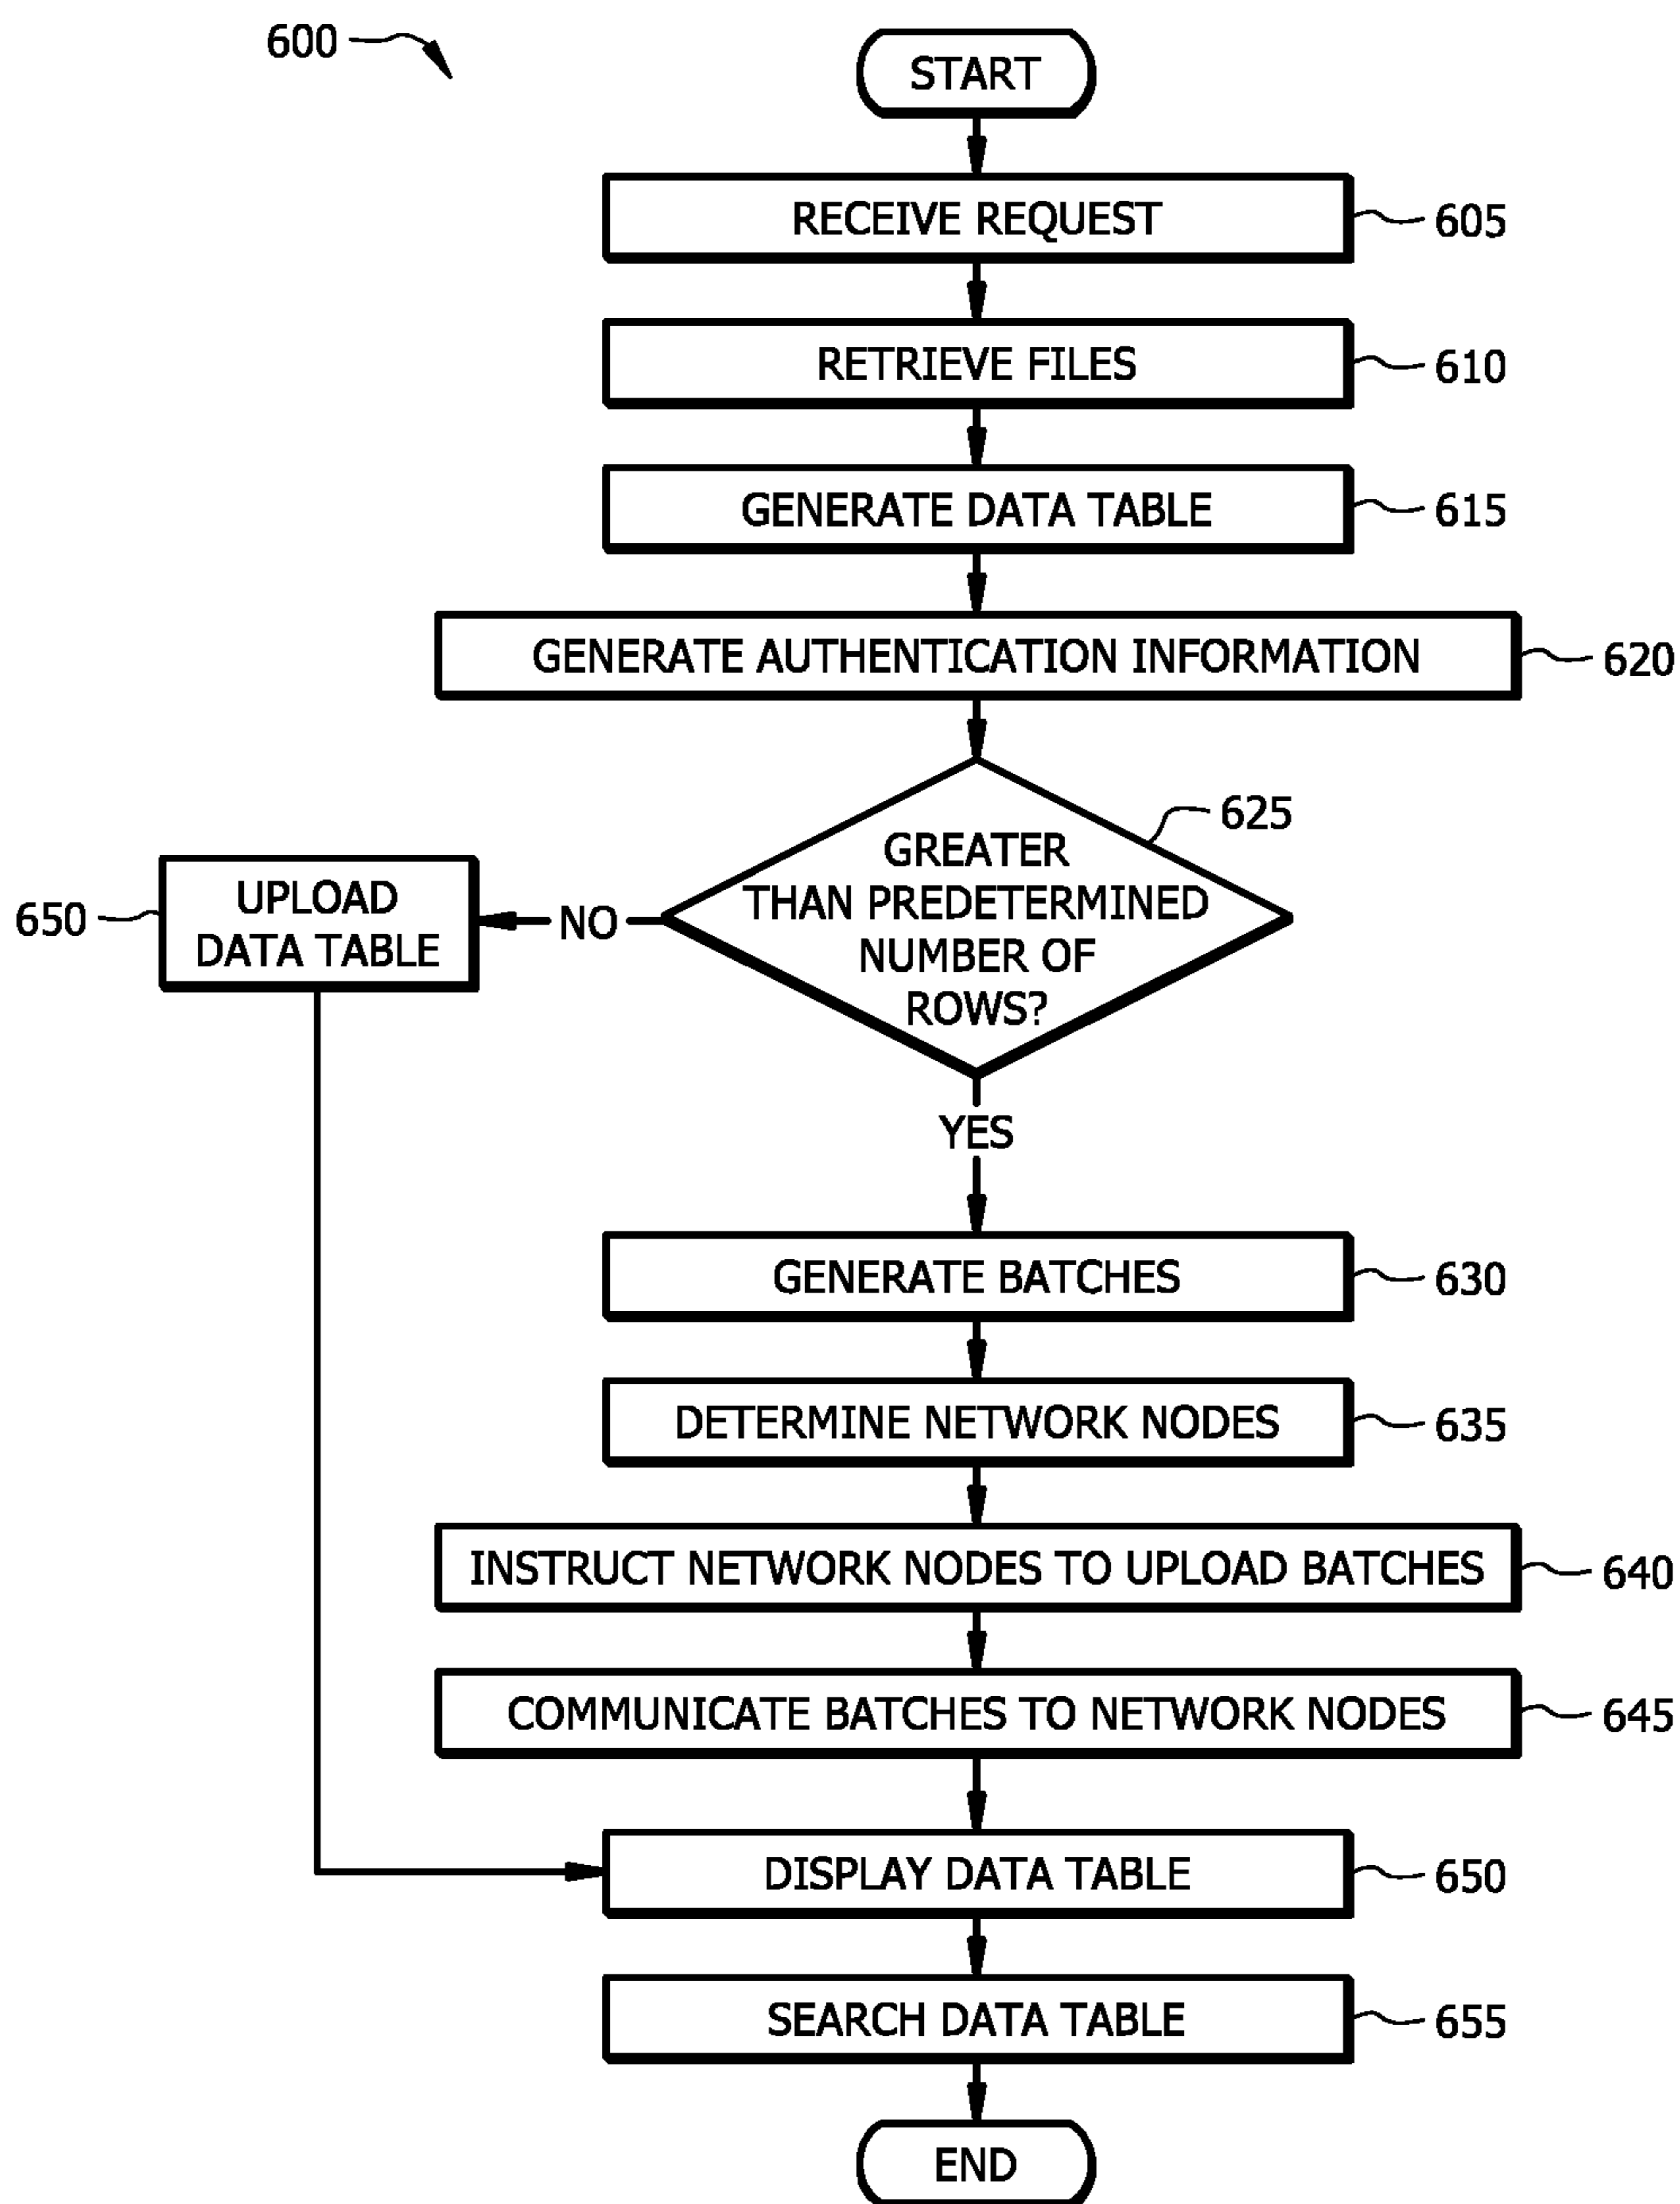 600
START
RECEIVE REQUEST
605
RETRIEVE FILES
610
GENERATE DATA TABLE
615
GENERATE AUTHENTICATION INFORMATION
620
GREATER
THAN PREDETERMINED
NUMBER OF
ROWS?
625
NO
UPLOAD
DATA TABLE
650
YES
GENERATE BATCHES
630
DETERMINE NETWORK NODES
635
INSTRUCT NETWORK NODES TO UPLOAD BATCHES
640
COMMUNICATE BATCHES TO NETWORK NODES
645
DISPLAY DATA TABLE
650
SEARCH DATA TABLE
655
END